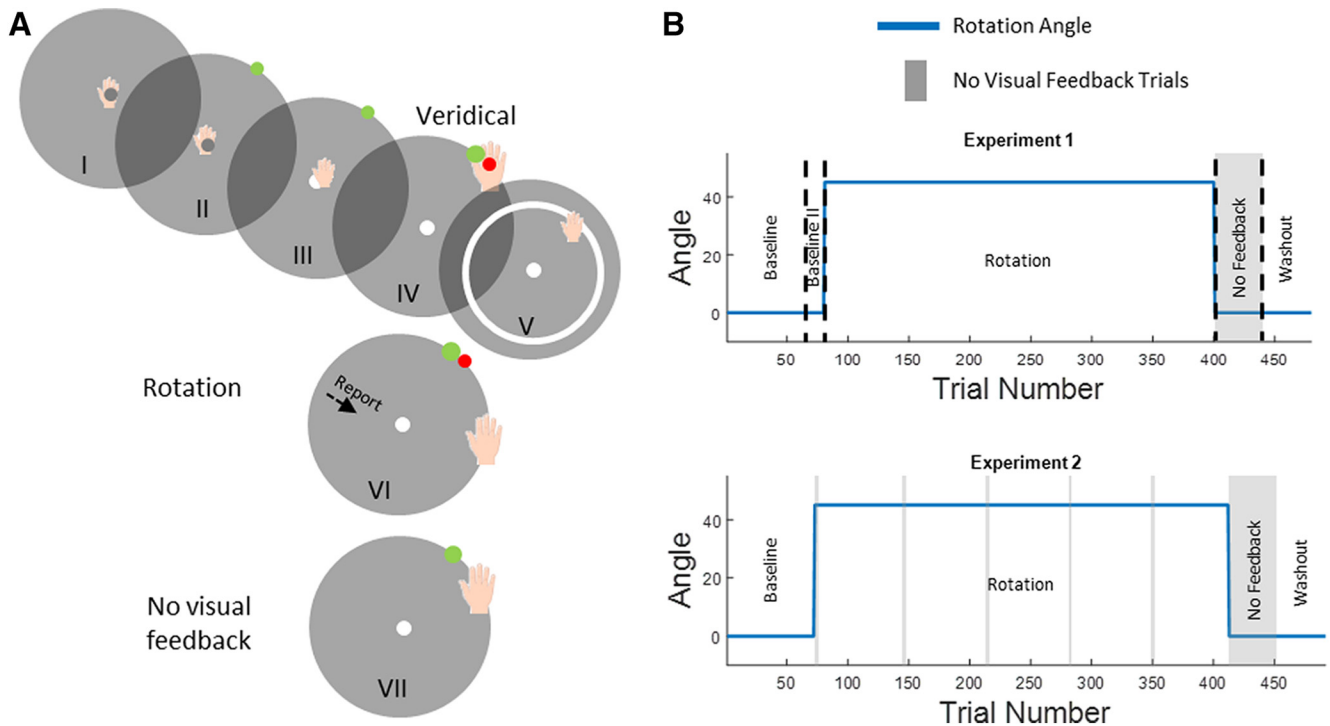 A
Veridical
I
II
III
IV
V
Rotation
Report
VI
No visual
feedback
VII
B
Rotation Angle
No Visual Feedback Trials
Experiment 1
Angle
40
20
0
Baseline
Baseline II
Rotation
No Feedback
Washout
50 100 150 200 250 300 350 400 450
Trial Number
Experiment 2
Angle
40
20
0
Baseline
Rotation
No Feedback
Washout
50 100 150 200 250 300 350 400 450
Trial Number